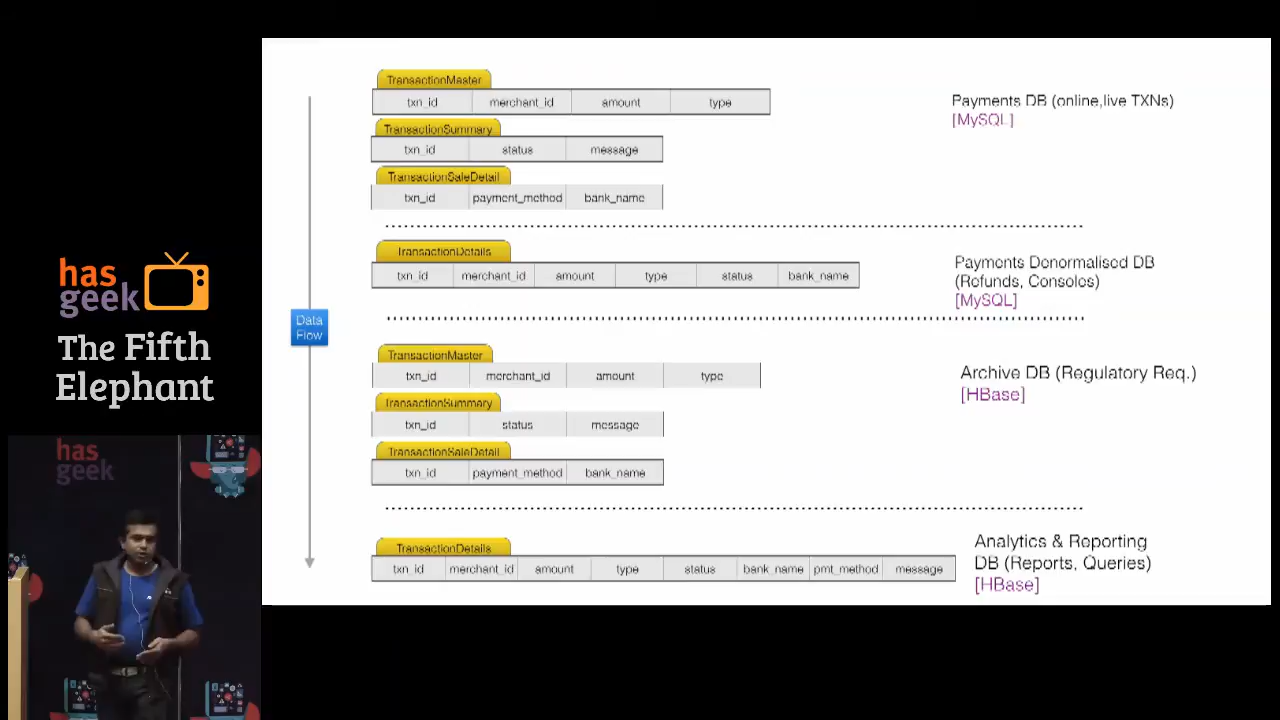 TransactionMaster
txn_id merchant_id amount type
Payments DB (online,live TXNs)
[MySQL]
TransactionSummary
txn_id status message
TransactionSaleDetail
txn_id payment_method bank_name
TransactionDetails
txn_id merchant_id amount type status bank_name
Payments Denormalised DB
(Refunds, Consoles)
[MySQL]
Data
Flow
TransactionMaster
txn_id merchant_id amount type
Archive DB (Regulatory Req.)
[HBase]
TransactionSummary
txn_id status message
TransactionSaleDetail
txn_id payment_method bank_name
TransactionDetails
txn_id merchant_id amount type status bank_name pmt_method message
Analytics & Reporting
DB (Reports, Queries)
[HBase]
has
geek
The Fifth
Elephant
has
geek